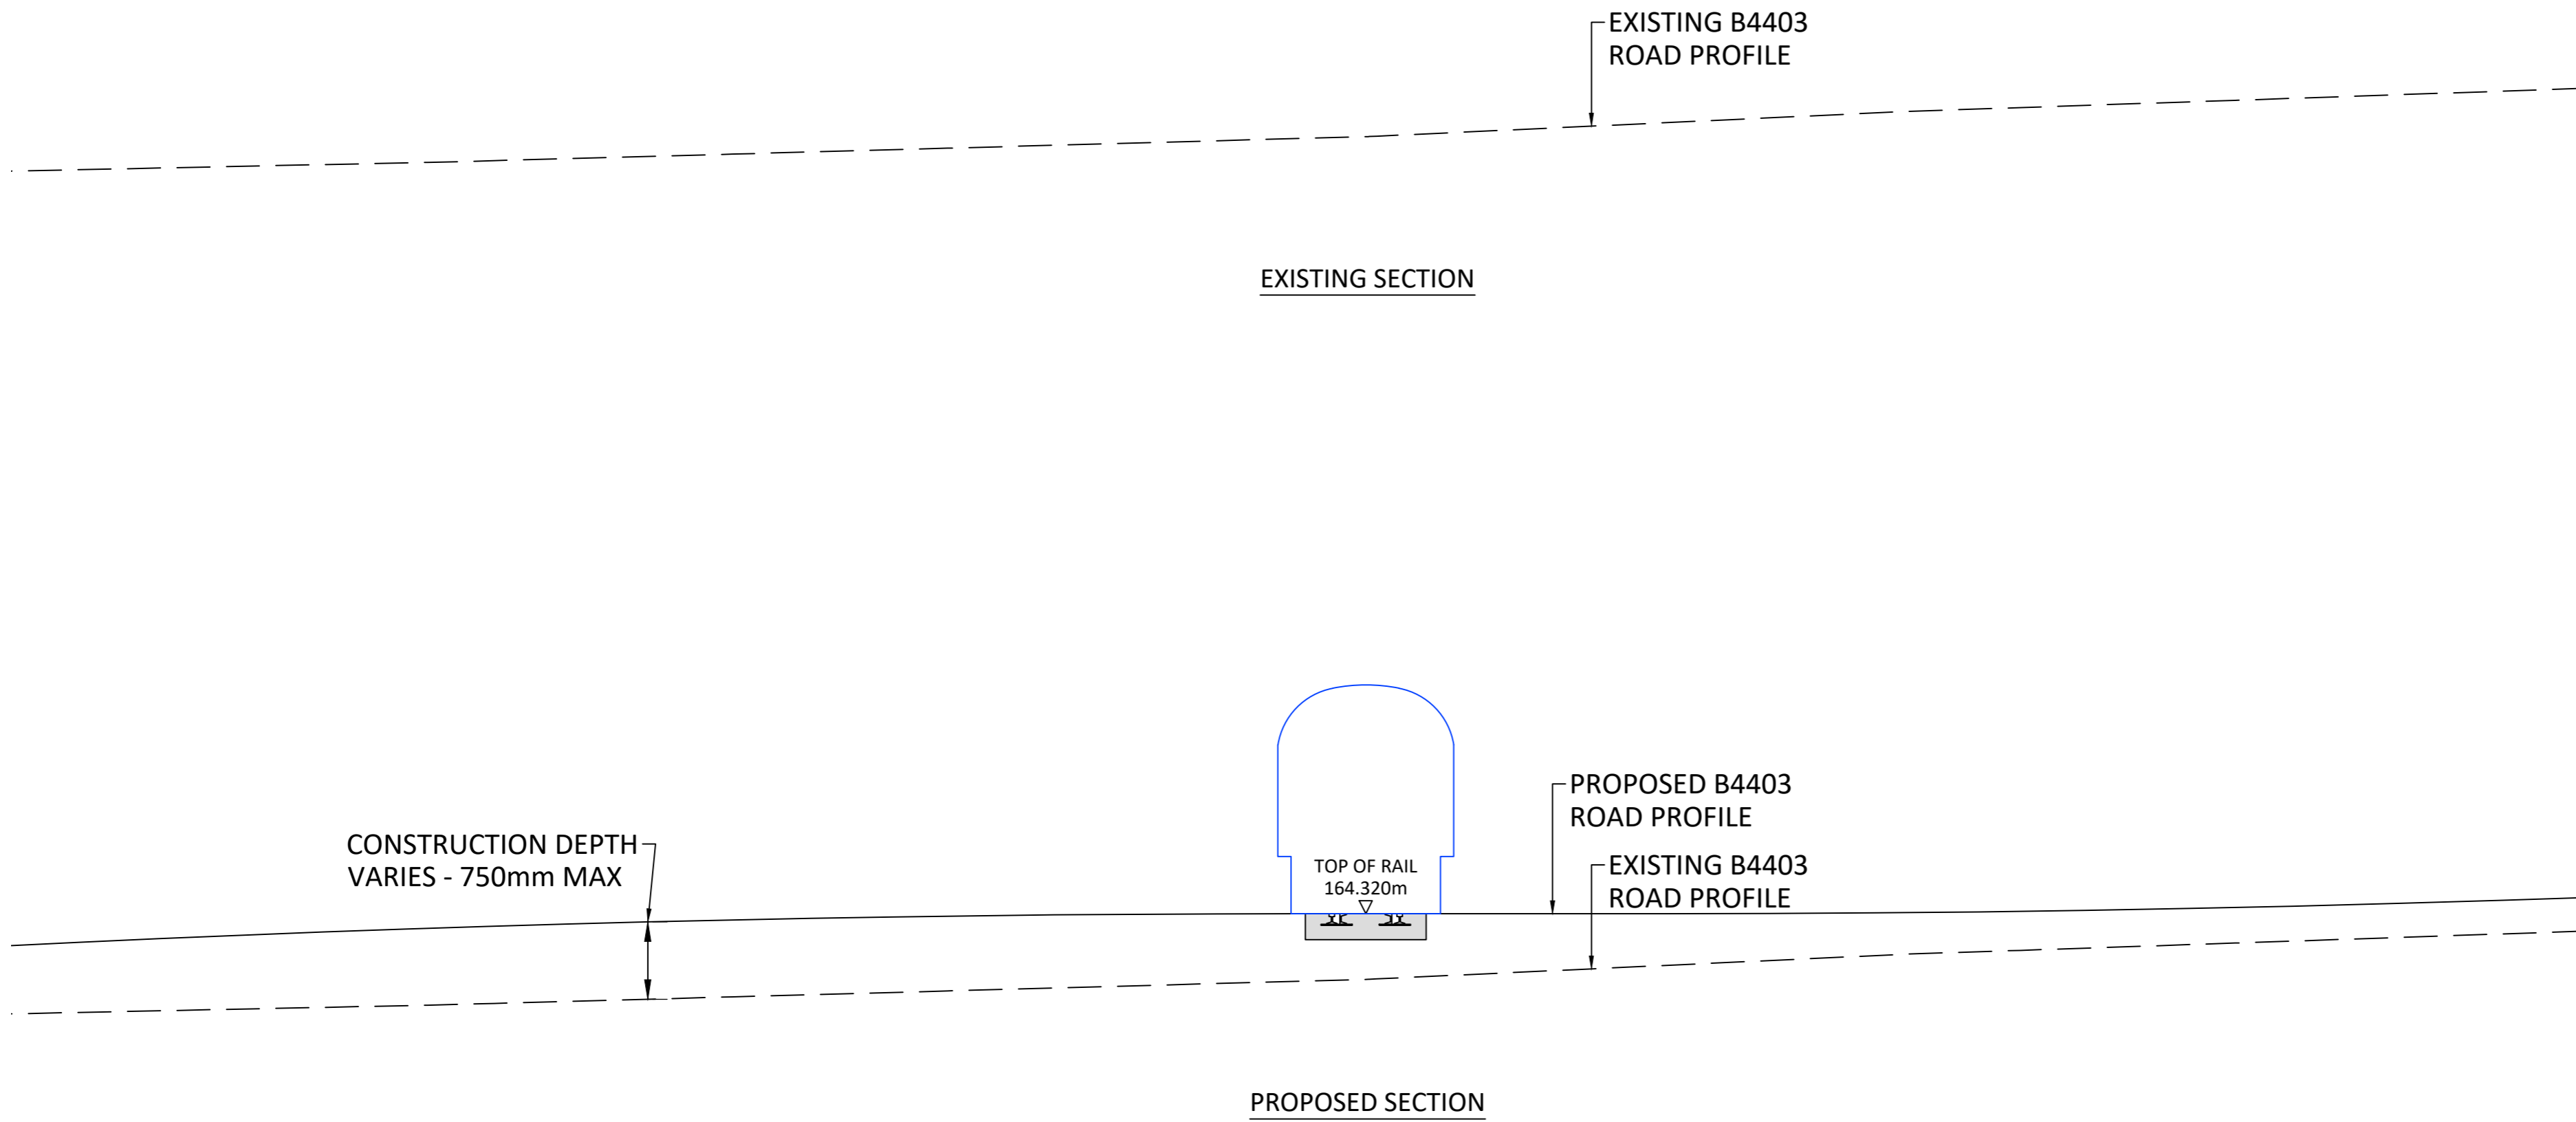 EXISTING B4403
ROAD PROFILE
EXISTING SECTION
PROPOSED B4403
ROAD PROFILE
CONSTRUCTION DEPTH
VARIES - 750mm MAX
TOP OF RAIL
164.320m
EXISTING B4403
ROAD PROFILE
PROPOSED SECTION